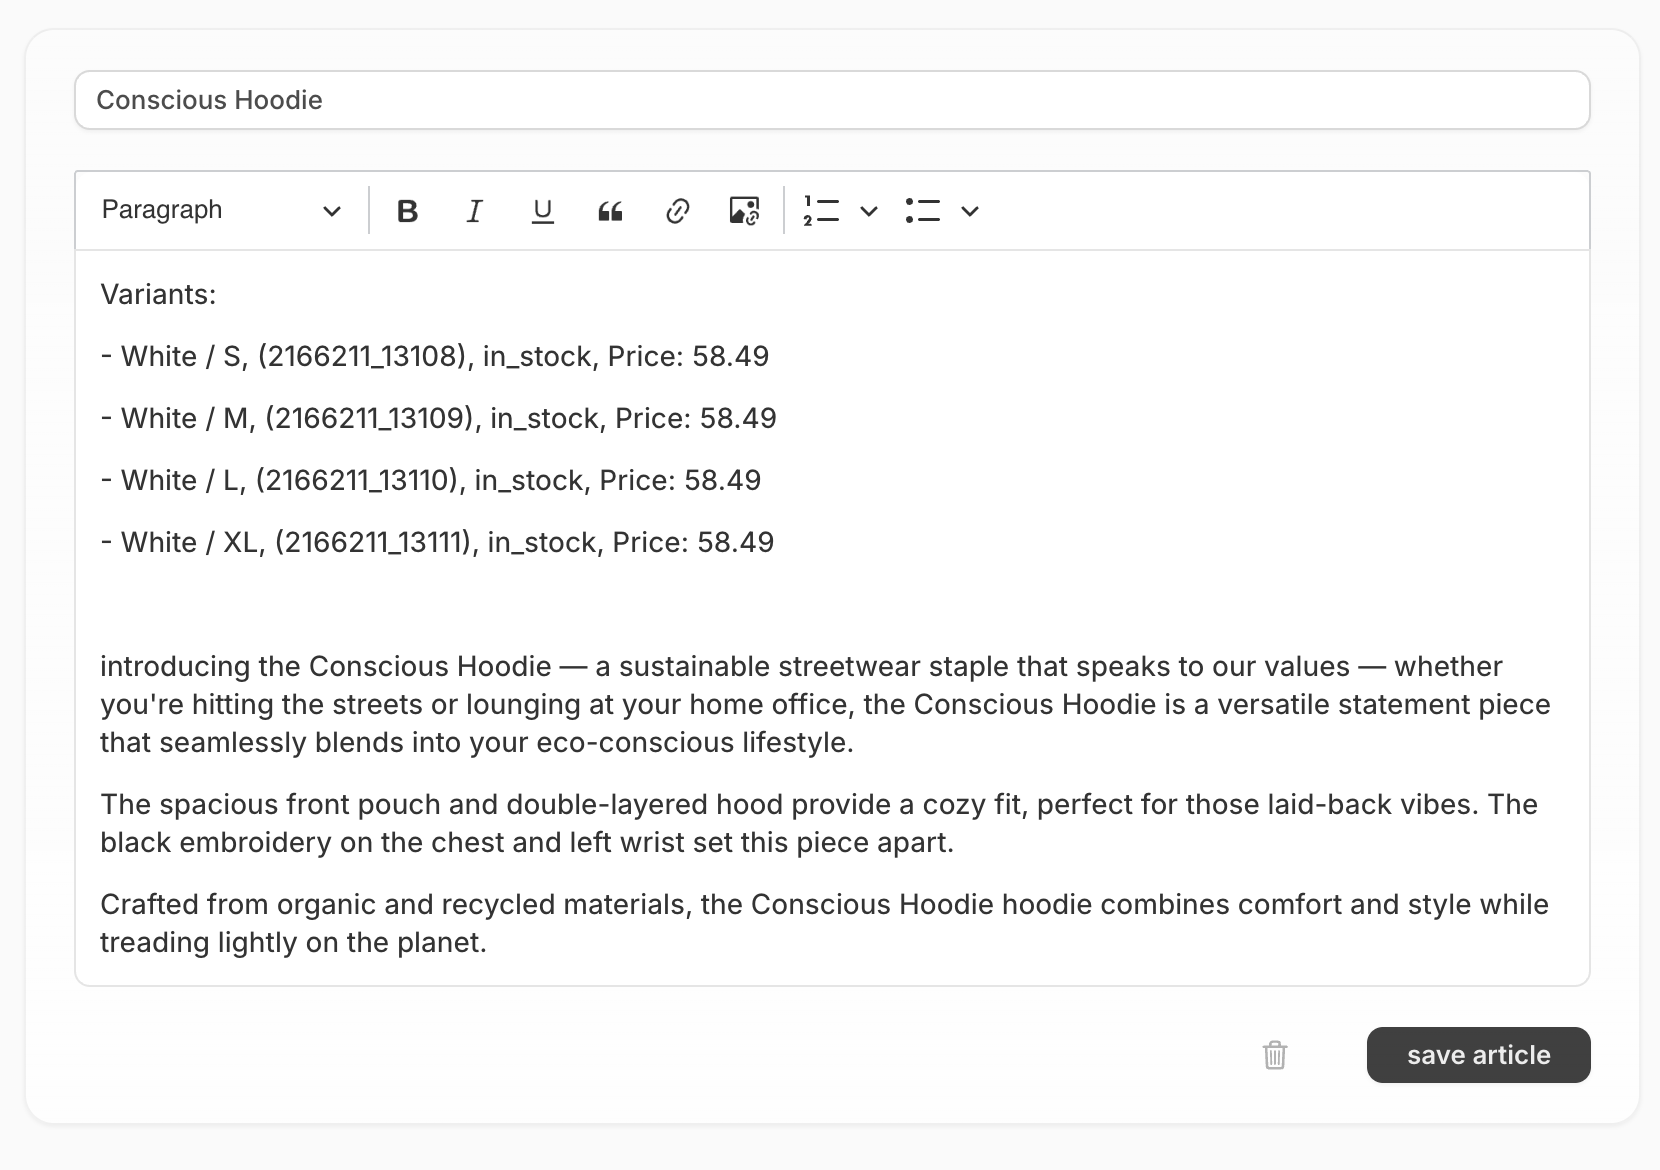 Conscious Hoodie
Paragraph
B I U
1
2
Variants:
- White / S, (2166211_13108), in_stock, Price: 58.49
- White / M, (2166211_13109), in_stock, Price: 58.49
- White / L, (2166211_13110), in_stock, Price: 58.49
- White / XL, (2166211_13111), in_stock, Price: 58.49
introducing the Conscious Hoodie — a sustainable streetwear staple that speaks to our values — whether
you're hitting the streets or lounging at your home office, the Conscious Hoodie is a versatile statement piece
that seamlessly blends into your eco-conscious lifestyle.
The spacious front pouch and double-layered hood provide a cozy fit, perfect for those laid-back vibes. The
black embroidery on the chest and left wrist set this piece apart.
Crafted from organic and recycled materials, the Conscious Hoodie hoodie combines comfort and style while
treading lightly on the planet.
save article